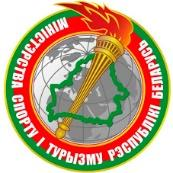 МІНІСТЭРСТВА СПОРТУ І ТУРЫЗМУ РЭСПУБЛІКІ БЕЛАРУСЬ